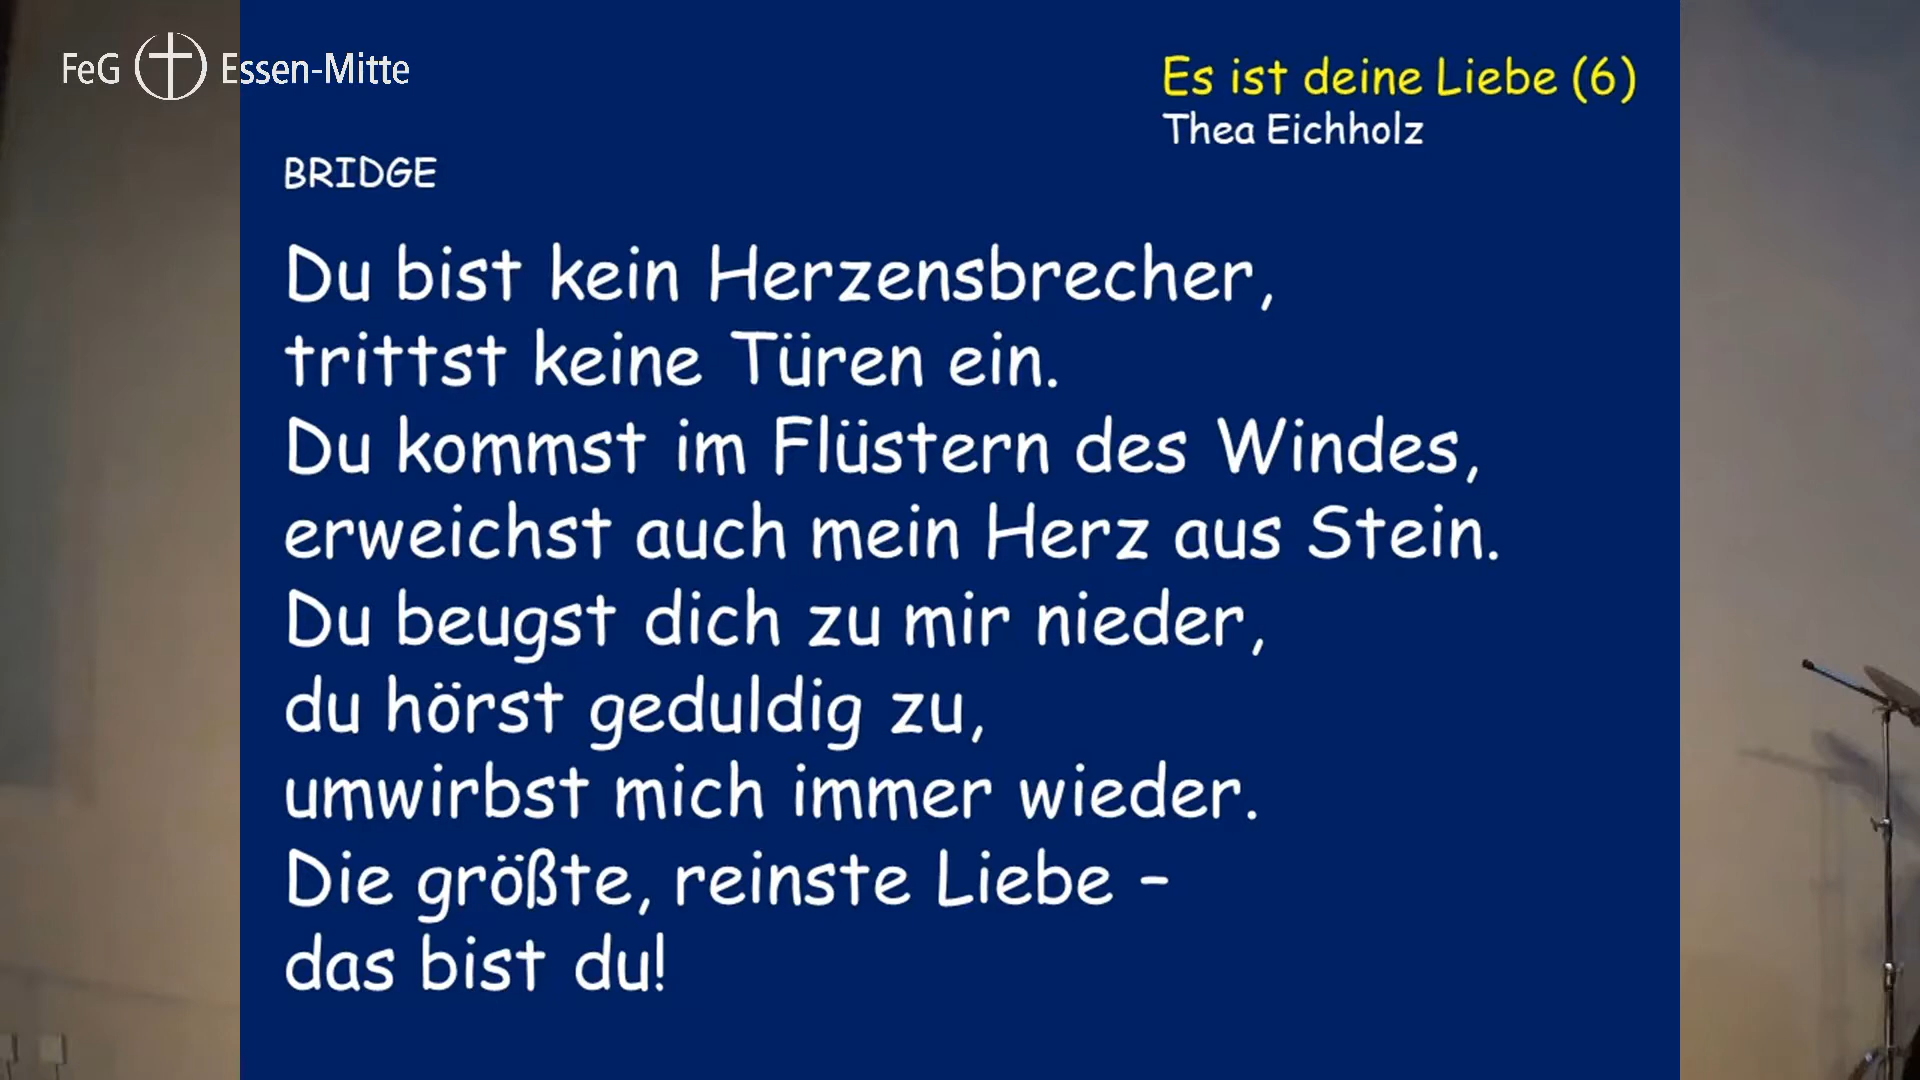 FeG Essen-Mitte
Es ist deine Liebe (6)
Thea Eichholz
BRIDGE
Du bist kein Herzensbrecher,
trittst keine Türen ein.
Du kommst im Flüstern des Windes,
erweichst auch mein Herz aus Stein.
Du beugst dich zu mir nieder,
du hörst geduldig zu,
umwirbst mich immer wieder.
Die größte, reinste Liebe –
das bist du!